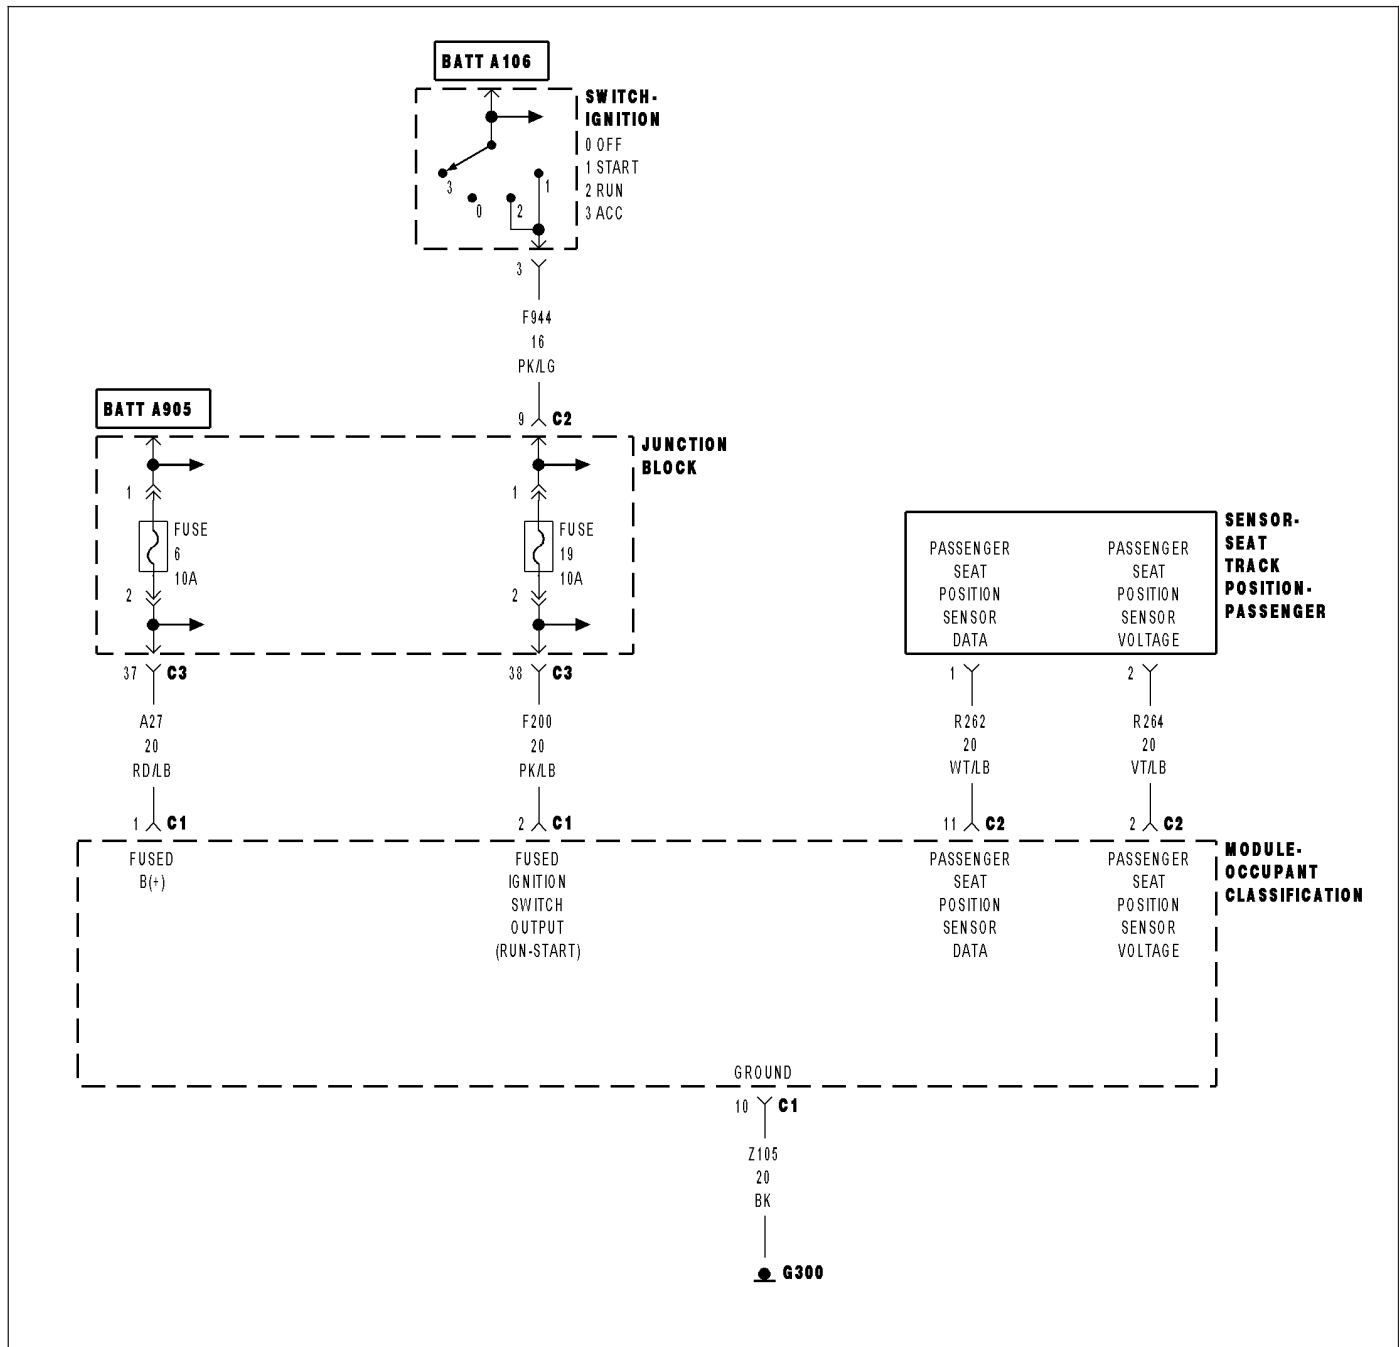 BATT A106
SWITCH-
IGNITION
0 OFF
1 START
2 RUN
3 ACC
3
0
2
1
3
F944
16
PK/LG
9 C2
BATT A905
JUNCTION
BLOCK
1
FUSE
6
10A
2
1
FUSE
19
10A
2
37 C3
38 C3
SENSOR-
SEAT
TRACK
POSITION-
PASSENGER
PASSENGER
SEAT
POSITION
SENSOR
DATA
PASSENGER
SEAT
POSITION
SENSOR
VOLTAGE
1
2
A27
20
RD/LB
F200
20
PK/LB
R262
20
WT/LB
R264
20
VT/LB
1 C1
2 C1
11 C2
2 C2
MODULE-
OCCUPANT
CLASSIFICATION
FUSED
B(+)
FUSED
IGNITION
SWITCH
OUTPUT
(RUN-START)
PASSENGER
SEAT
POSITION
SENSOR
DATA
PASSENGER
SEAT
POSITION
SENSOR
VOLTAGE
GROUND
10 C1
Z105
20
BK
G300